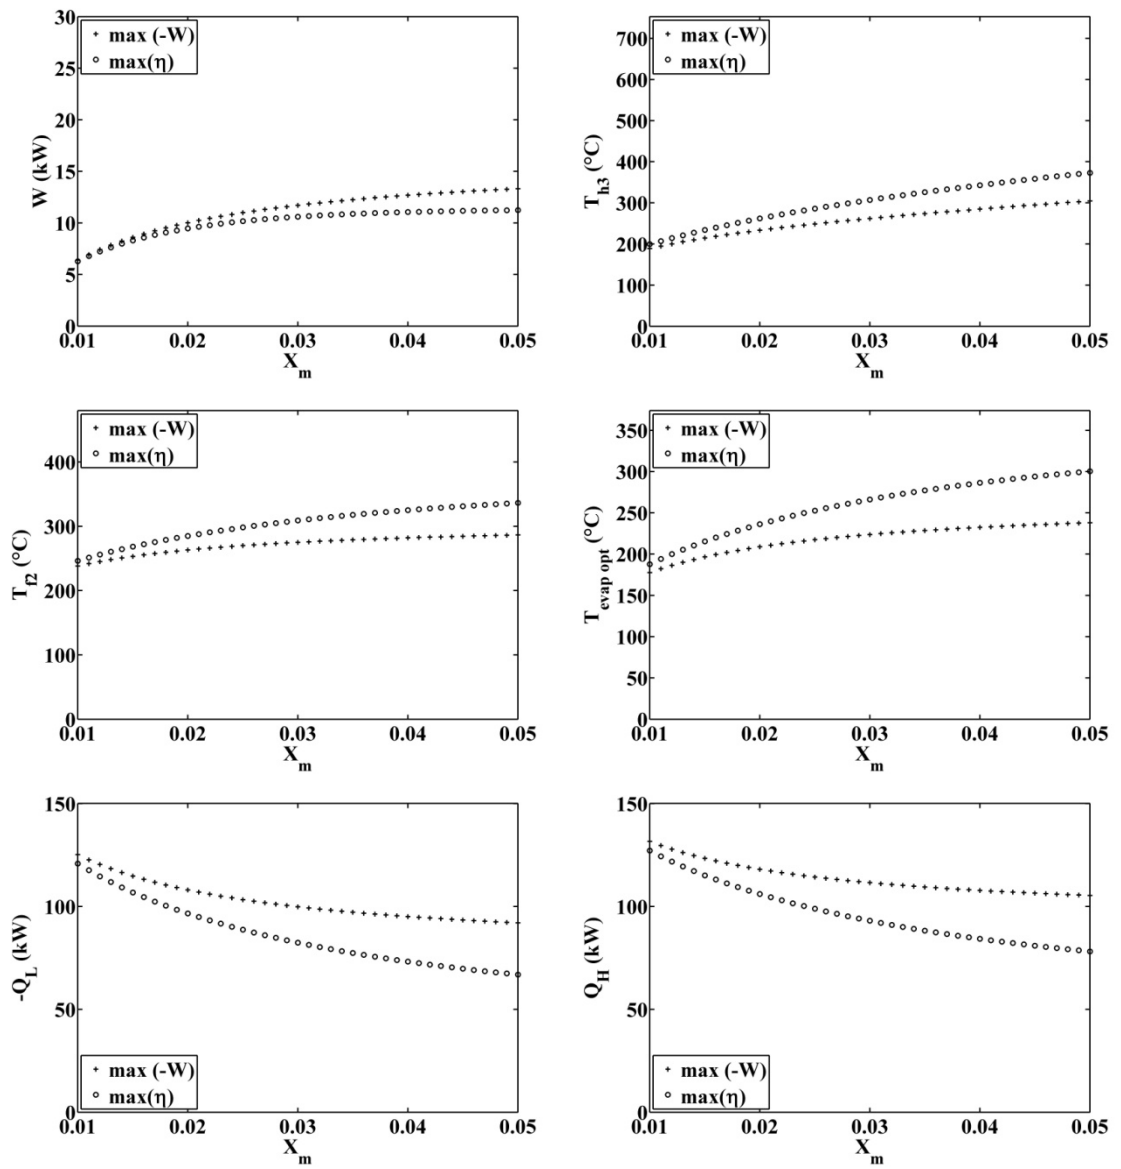 max (-W)
max(η)
W (kW)
30
25
20
15
10
5
0
0.01 0.02 0.03 0.04 0.05
X_m
max (-W)
max(η)
T_h3 (°C)
700
600
500
400
300
200
100
0
0.01 0.02 0.03 0.04 0.05
X_m
max (-W)
max(η)
T_f2 (°C)
400
300
200
100
0
0.01 0.02 0.03 0.04 0.05
X_m
max (-W)
max(η)
T_evap opt (°C)
350
300
250
200
150
100
50
0
0.01 0.02 0.03 0.04 0.05
X_m
-Q_L (kW)
150
100
50
0
max (-W)
max(η)
0.01 0.02 0.03 0.04 0.05
X_m
Q_H (kW)
150
100
50
0
max (-W)
max(η)
0.01 0.02 0.03 0.04 0.05
X_m